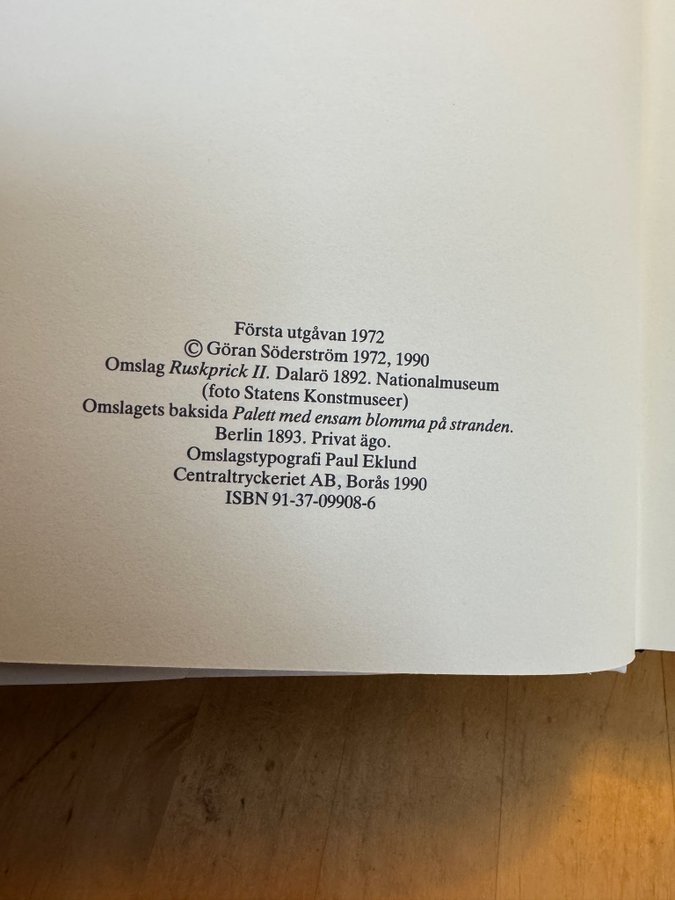 Första utgåvan 1972
© Göran Söderström 1972, 1990
Omslag Ruskprick II. Dalarö 1892. Nationalmuseum
(foto Statens Konstmuseer)
Omslagets baksida Palett med ensam blomma på stranden.
Berlin 1893. Privat ägo.
Omslagstypografi Paul Eklund
Centraltryckeriet AB, Borås 1990
ISBN 91-37-09908-6